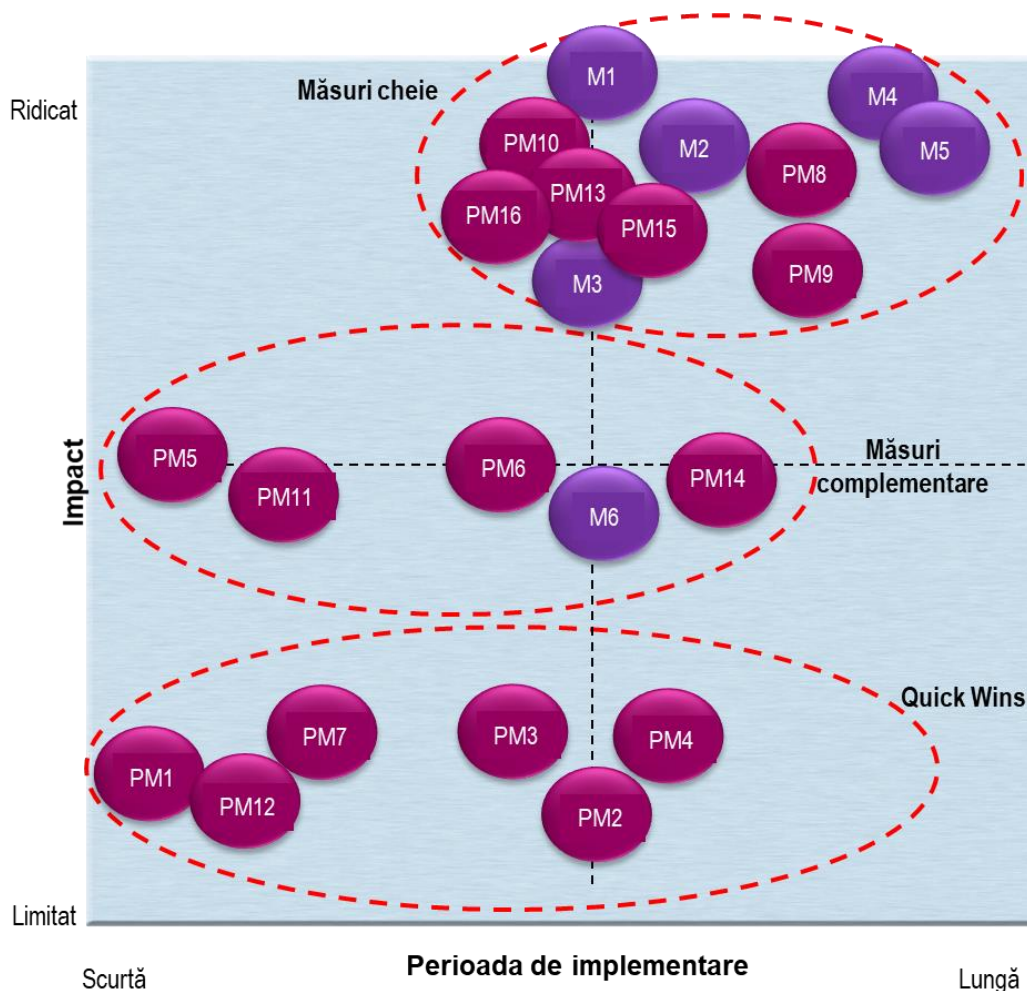 M1
Măsuri cheie
M4
Ridicat
PM10
M2
M5
PM8
PM13
PM16
PM15
PM9
M3
PM5
PM6
Măsuri
complementare
PM14
PM11
Impact
M6
Quick Wins
PM7
PM3
PM4
PM1
PM12
PM2
Limitat
Perioada de implementare
Scurtă
Lungă